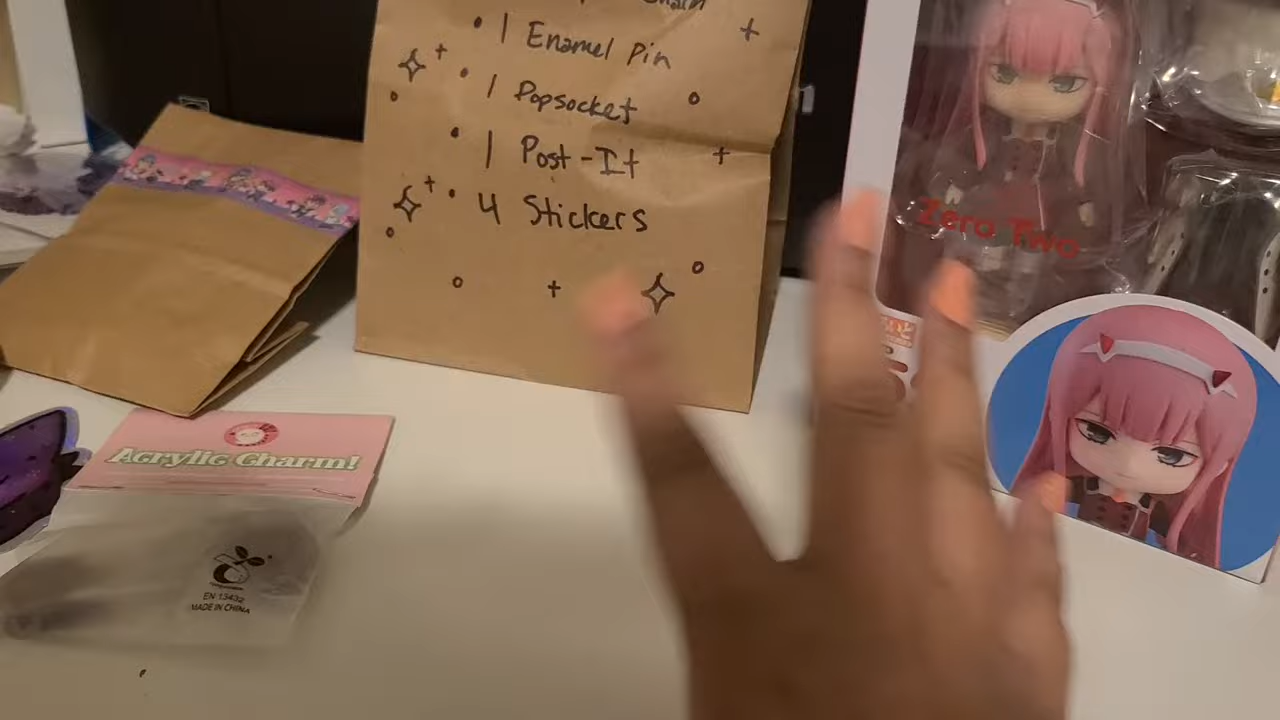 • 1 Enamel Pin
• 1 Popsocket
• 1 Post-It
• 4 Stickers
Zero Two
Acrylic Charm!
EN 13432
MADE IN CHINA